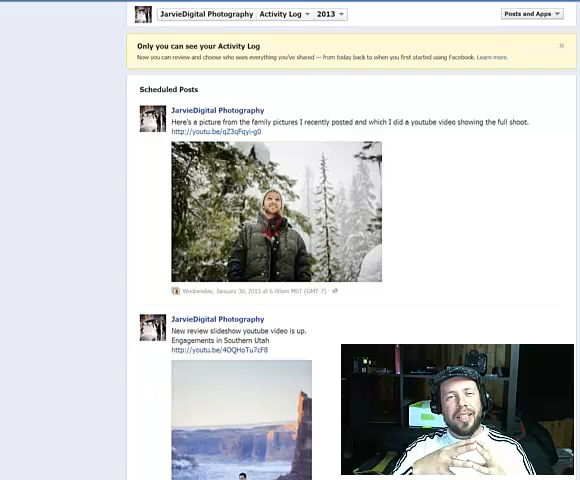 JarvieDigital Photography Activity Log 2013 Posts and Apps
Only you can see your Activity Log
Now you can review and choose who sees everything you've shared — from today back to when you first started using Facebook. Learn more.
Scheduled Posts
JarvieDigital Photography
Here's a picture from the family pictures I recently posted and which I did a youtube video showing the full shoot.
http://youtu.be/qZ3qFqyi-g0
Wednesday, January 30, 2013 at 6:00am MST (GMT-7)
JarvieDigital Photography
New review slideshow youtube video is up.
Engagements in Southern Utah
http://youtu.be/4OQHoTu7cF8